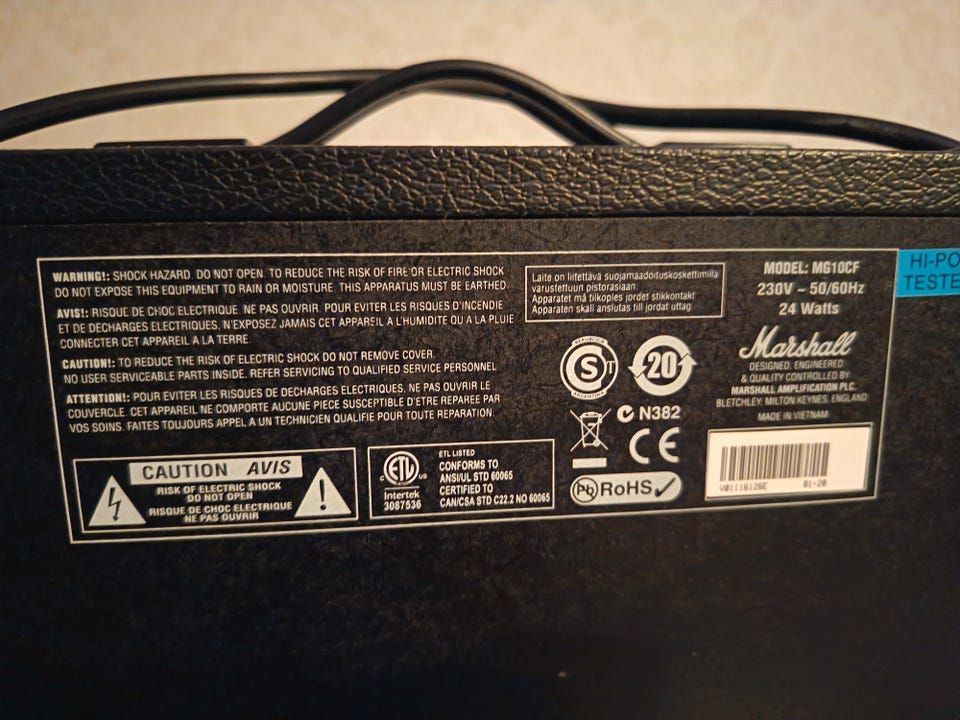 WARNING!: SHOCK HAZARD. DO NOT OPEN. TO REDUCE THE RISK OF FIRE OR ELECTRIC SHOCK
DO NOT EXPOSE THIS EQUIPMENT TO RAIN OR MOISTURE. THIS APPARATUS MUST BE EARTHED.
AVIS!: RISQUE DE CHOC ELECTRIQUE. NE PAS OUVRIR. POUR EVITER LES RISQUES D'INCENDIE
ET DE DECHARGES ELECTRIQUES, N'EXPOSEZ JAMAIS CET APPAREIL A L'HUMIDITE OU A LA PLUIE
CONNECTER CET APPAREIL A LA TERRE.
CAUTION!: TO REDUCE THE RISK OF ELECTRIC SHOCK DO NOT REMOVE COVER.
NO USER SERVICEABLE PARTS INSIDE. REFER SERVICING TO QUALIFIED SERVICE PERSONNEL
ATTENTION!: POUR EVITER LES RISQUES DE DECHARGES ELECTRIQUES, NE PAS OUVRIR LE
COUVERCLE. CET APPAREIL NE COMPORTE AUCUNE PIECE SUSCEPTIBLE D'ETRE REPAREE PAR
VOS SOINS. FAITES TOUJOURS APPEL A UN TECHNICIEN QUALIFIE POUR TOUTE REPARATION.
CAUTION AVIS
RISK OF ELECTRIC SHOCK
DO NOT OPEN
RISQUE DE CHOC ELECTRIQUE
NE PAS OUVRIR
!
ETL
C US
Intertek
3087536
ETL LISTED
CONFORMS TO
ANSI/UL STD 60065
CERTIFIED TO
CAN/CSA STD C22.2 NO 60065
Laite on liitettävä suojamaadoituskoskettimilla
varustettuun pistorasiaan
Apparatet må tilkoples jordet stikkontakt
Apparaten skall anslutas till jordat uttag
REPUBLICA
S T
ARGENTINA
20
N382
CE
Pb RoHS
MODEL: MG10CF
230V ~ 50/60Hz
24 Watts
Marshall
DESIGNED, ENGINEERED
& QUALITY CONTROLLED BY
MARSHALL AMPLIFICATION PLC.
BLETCHLEY, MILTON KEYNES, ENGLAND
MADE IN VIETNAM
V01116126E 01-20
HI-PO
TESTE